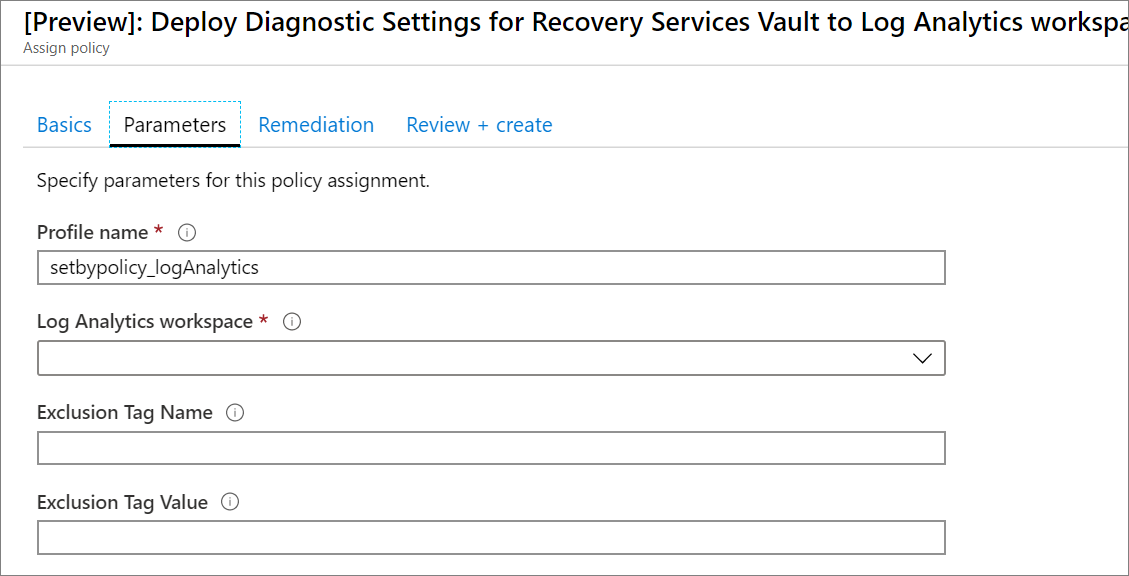 [Preview]: Deploy Diagnostic Settings for Recovery Services Vault to Log Analytics workspa
Assign policy
Basics Parameters Remediation Review + create
Specify parameters for this policy assignment.
Profile name *
setbypolicy_logAnalytics
Log Analytics workspace *
Exclusion Tag Name
Exclusion Tag Value